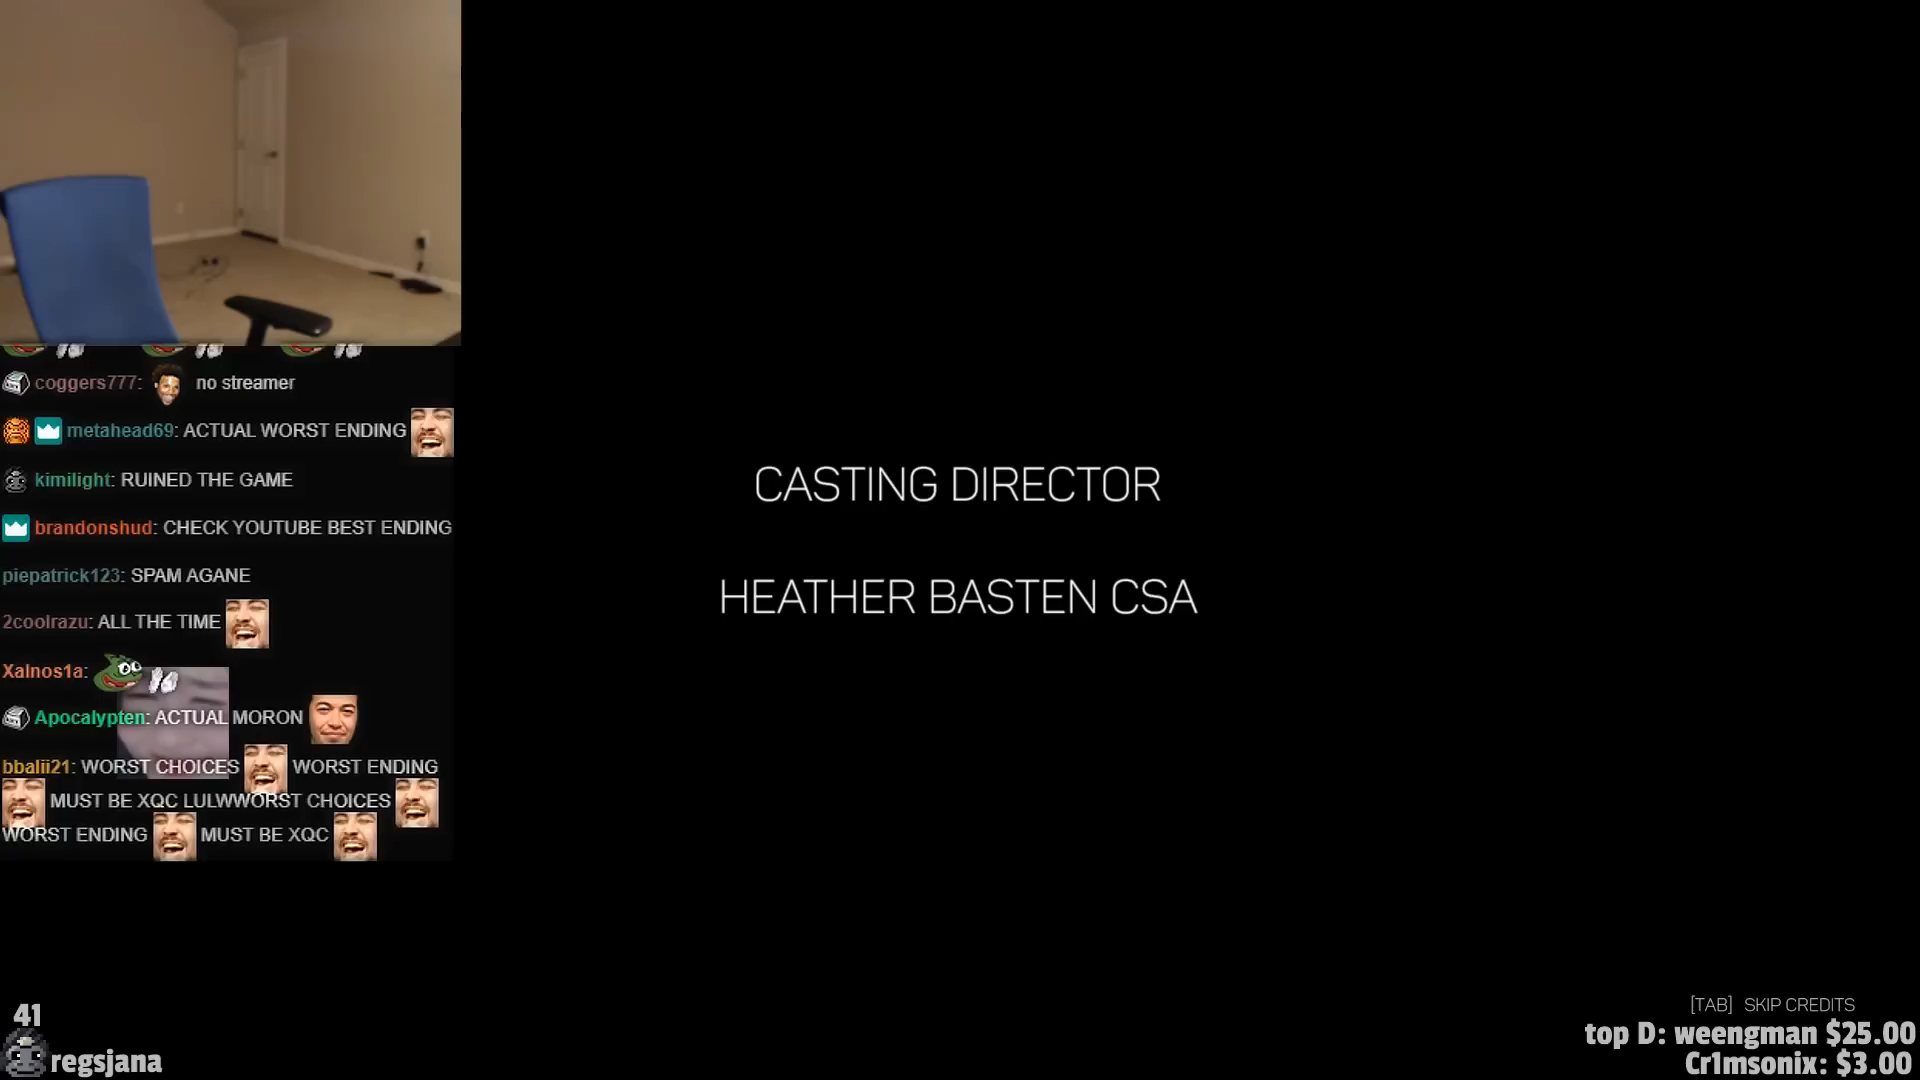 coggers777: no streamer
metahead69: ACTUAL WORST ENDING
kimilight: RUINED THE GAME
brandonshud: CHECK YOUTUBE BEST ENDING
piepatrick123: SPAM AGANE
2coolrazu: ALL THE TIME
Xalnos1a:
Apocalypten: ACTUAL MORON
bbalii21: WORST CHOICES WORST ENDING
MUST BE XQC LULWWORST CHOICES
WORST ENDING MUST BE XQC
CASTING DIRECTOR
HEATHER BASTEN CSA
41
regsjana
[TAB] SKIP CREDITS
top D: weengman $25.00
Cr1msonix: $3.00